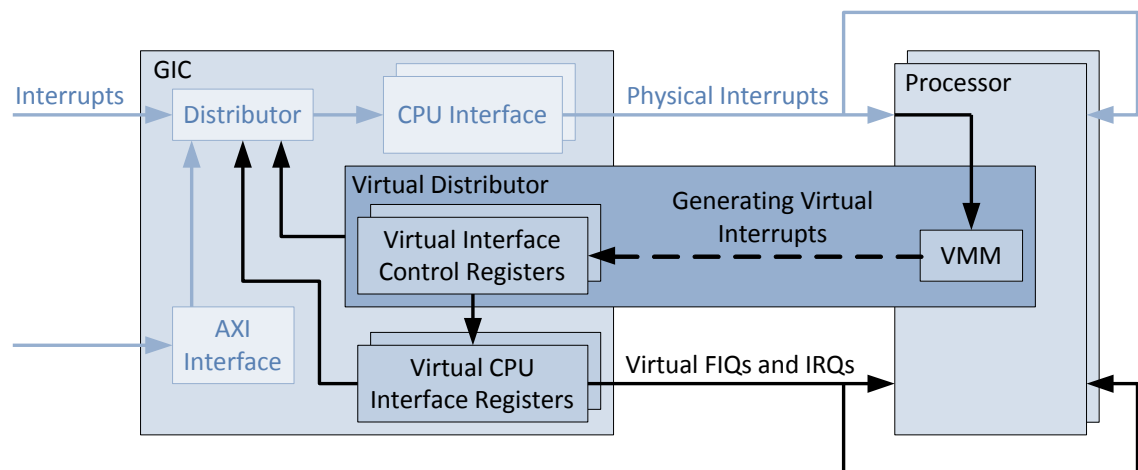 GIC
Interrupts
Distributor
CPU Interface
Physical Interrupts
Processor
Virtual Distributor
Generating Virtual
Interrupts
Virtual Interface
Control Registers
VMM
AXI
Interface
Virtual CPU
Interface Registers
Virtual FIQs and IRQs